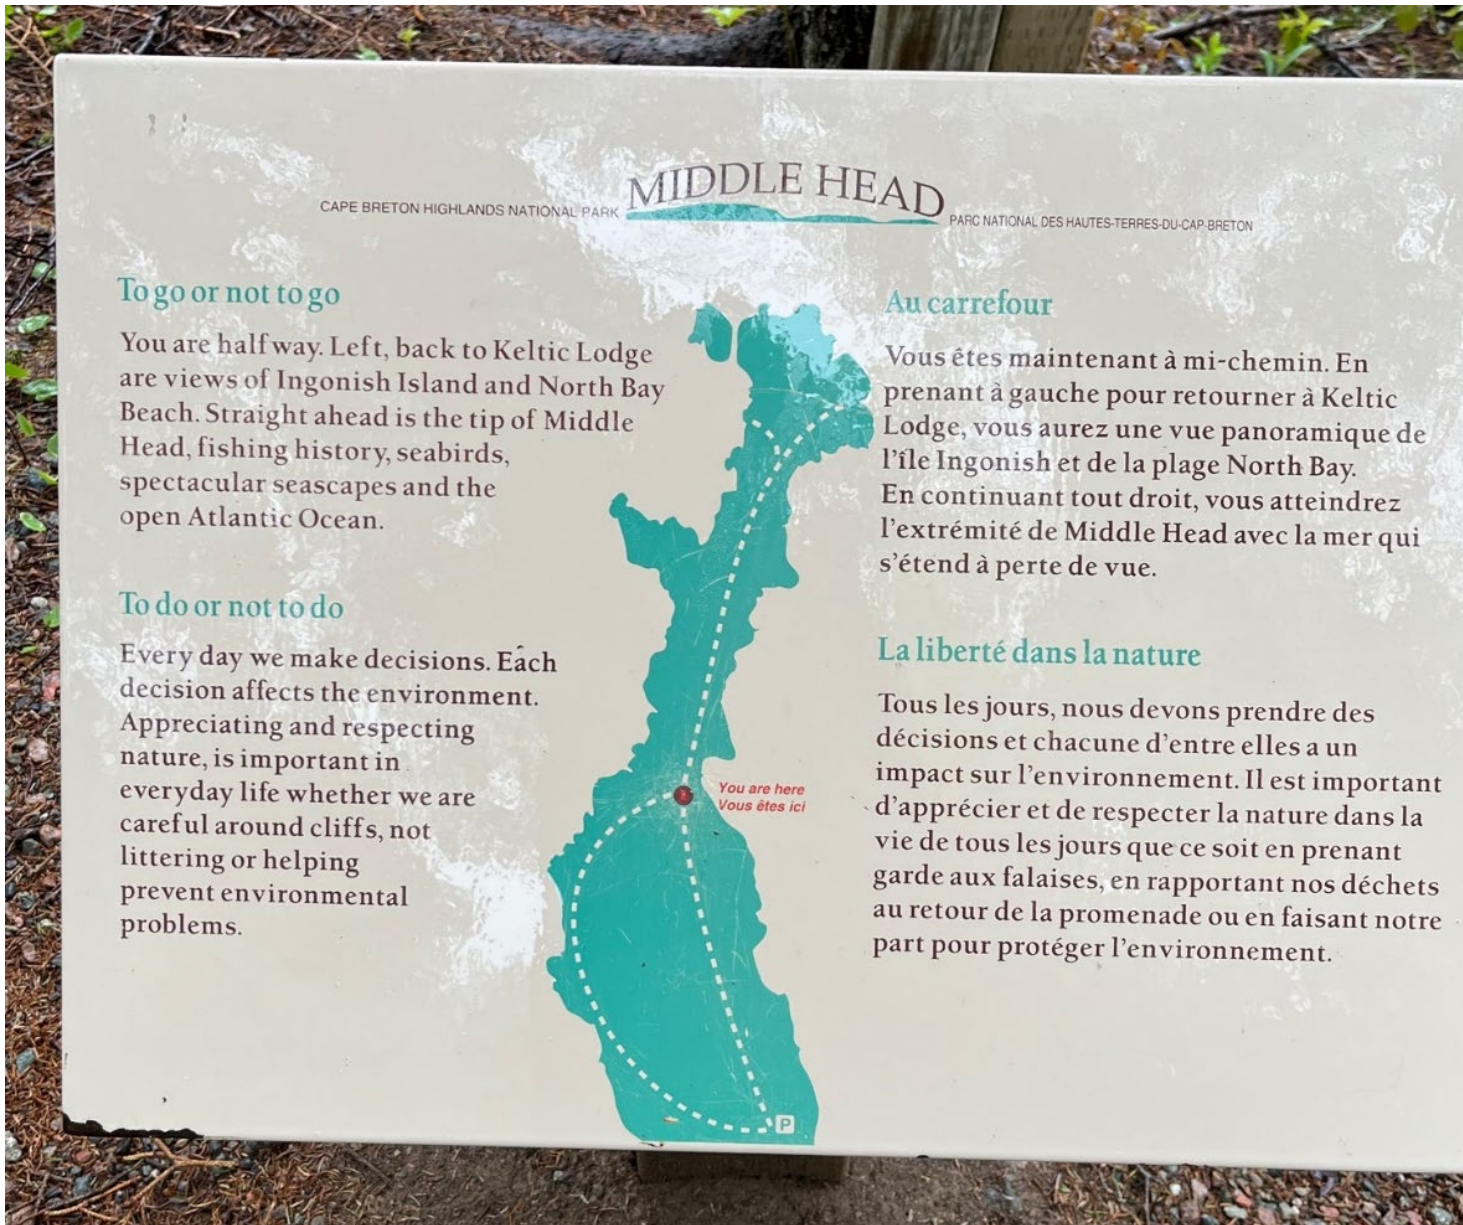 MIDDLE HEAD
CAPE BRETON HIGHLANDS NATIONAL PARK
PARC NATIONAL DES HAUTES-TERRES-DU-CAP-BRETON
To go or not to go
You are half way. Left, back to Keltic Lodge
are views of Ingonish Island and North Bay
Beach. Straight ahead is the tip of Middle
Head, fishing history, seabirds,
spectacular seascapes and the
open Atlantic Ocean.
To do or not to do
Every day we make decisions. Each
decision affects the environment.
Appreciating and respecting
nature, is important in
everyday life whether we are
careful around cliffs, not
littering or helping
prevent environmental
problems.
You are here
Vous êtes ici
P
Au carrefour
Vous êtes maintenant à mi-chemin. En
prenant à gauche pour retourner à Keltic
Lodge, vous aurez une vue panoramique de
l'île Ingonish et de la plage North Bay.
En continuant tout droit, vous atteindrez
l'extrémité de Middle Head avec la mer qui
s'étend à perte de vue.
La liberté dans la nature
Tous les jours, nous devons prendre des
décisions et chacune d'entre elles a un
impact sur l'environnement. Il est important
d'apprécier et de respecter la nature dans la
vie de tous les jours que ce soit en prenant
garde aux falaises, en rapportant nos déchets
au retour de la promenade ou en faisant notre
part pour protéger l'environnement.